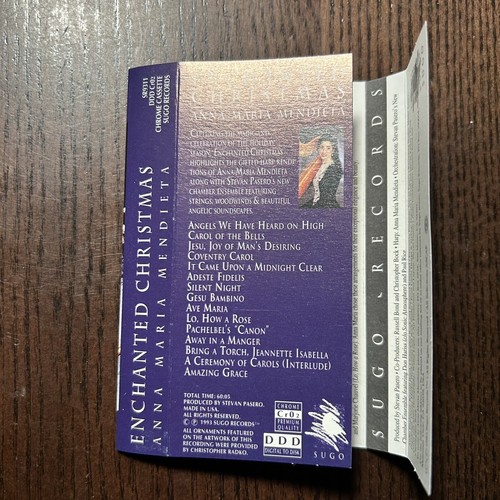 SR9311
DDD CrO2
CHROME CASSETTE
SUGO RECORDS
ENCHANTED CHRISTMAS
ANNA MARIA MENDIETA
ANNA MARIA MENDIETA
CELEBRATION OF THE HOLIDAY
SEASON, ENCHANTED CHRISTMAS
HIGHLIGHTS THE GIFTED HARP RENDI-
TIONS OF ANNA MARIA MENDIETA
ALONG WITH STEVAN PASERO'S NEW
CHAMBER ENSEMBLE FEATURING
STRINGS, WOODWINDS & BEAUTIFUL
ANGELIC SOUNDSCAPES.
ANGELS WE HAVE HEARD ON HIGH
CAROL OF THE BELLS
JESU, JOY OF MAN'S DESIRING
COVENTRY CAROL
IT CAME UPON A MIDNIGHT CLEAR
ADESTE FIDELIS
SILENT NIGHT
GESU BAMBINO
AVE MARIA
LO, HOW A ROSE
PACHELBEL'S "CANON"
AWAY IN A MANGER
BRING A TORCH, JEANNETTE ISABELLA
A CEREMONY OF CAROLS (INTERLUDE)
AMAZING GRACE
TOTAL TIME: 60:05
PRODUCED BY STEVAN PASERO.
MADE IN USA.
ALL RIGHTS RESERVED.
© ℗ 1993 SUGO RECORDS™
ALL ORNAMENTS FEATURED
ON THE ARTWORK OF THIS
RECORDING WERE PROVIDED
BY CHRISTOPHER RADKO.
CHROME
CrO2
PREMIUM
QUALITY
DDD
DIGITAL TO DISK
SUGO
SUGO RECORDS
Produced by Stevan Pasero • Co-Producers: Russell Bond and Christopher Bock • Harp: Anna Maria Mendieta • Orchestration: Stevan Pasero's New